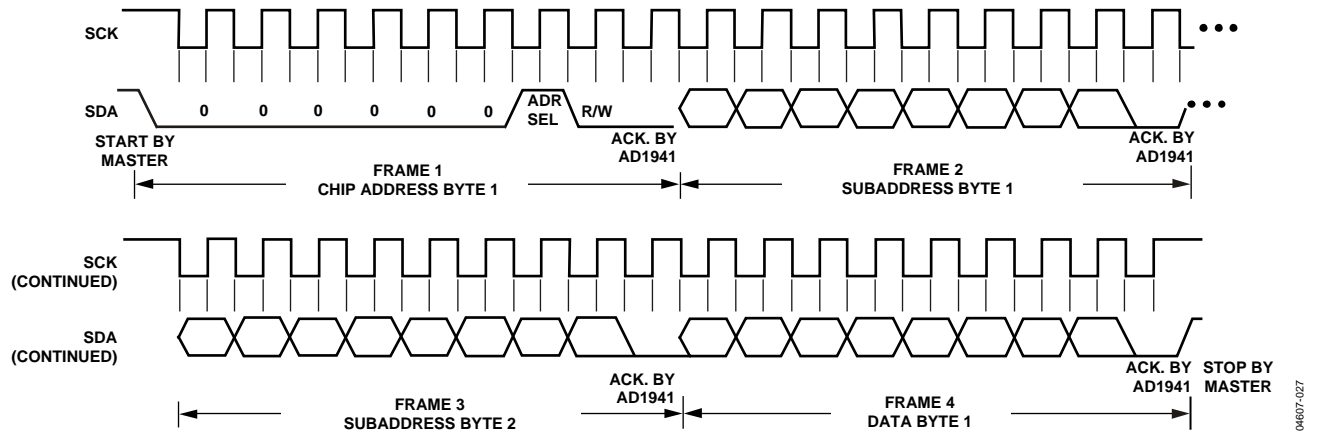 SCK
SDA
0 0 0 0 0 0
ADR
SEL
R/W
START BY
MASTER
ACK. BY
AD1941
ACK. BY
AD1941
FRAME 1
CHIP ADDRESS BYTE 1
FRAME 2
SUBADDRESS BYTE 1
SCK
(CONTINUED)
SDA
(CONTINUED)
ACK. BY
AD1941
ACK. BY
AD1941
STOP BY
MASTER
FRAME 3
SUBADDRESS BYTE 2
FRAME 4
DATA BYTE 1
04607-027